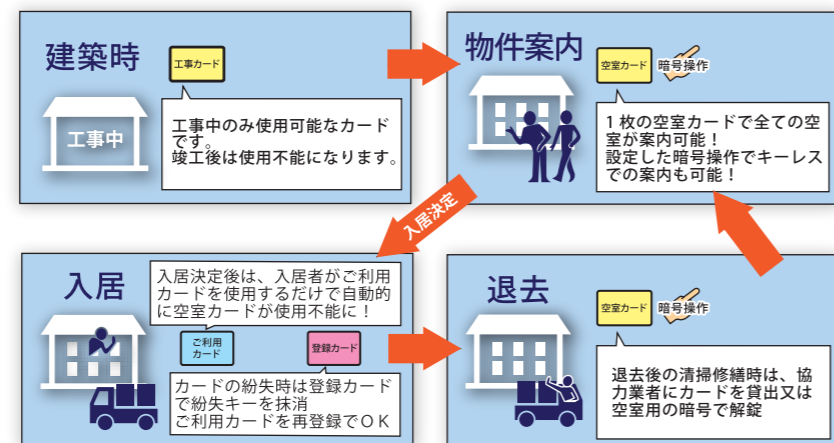 建築時
工事カード
工事中
工事中のみ使用可能なカード
です。
竣工後は使用不能になります。
物件案内
空室カード
暗号操作
1枚の空室カードで全ての空
室が案内可能！
設定した暗号操作でキーレス
での案内も可能！
入居決定
入居
入居決定後は、入居者がご利用
カードを使用するだけで自動的
に空室カードが使用不能に！
ご利用
カード
登録カード
カードの紛失時は登録カード
で紛失キーを抹消
ご利用カードを再登録でＯＫ
退去
空室カード
暗号操作
退去後の清掃修繕時は、協
力業者にカードを貸出又は
空室用の暗号で解錠